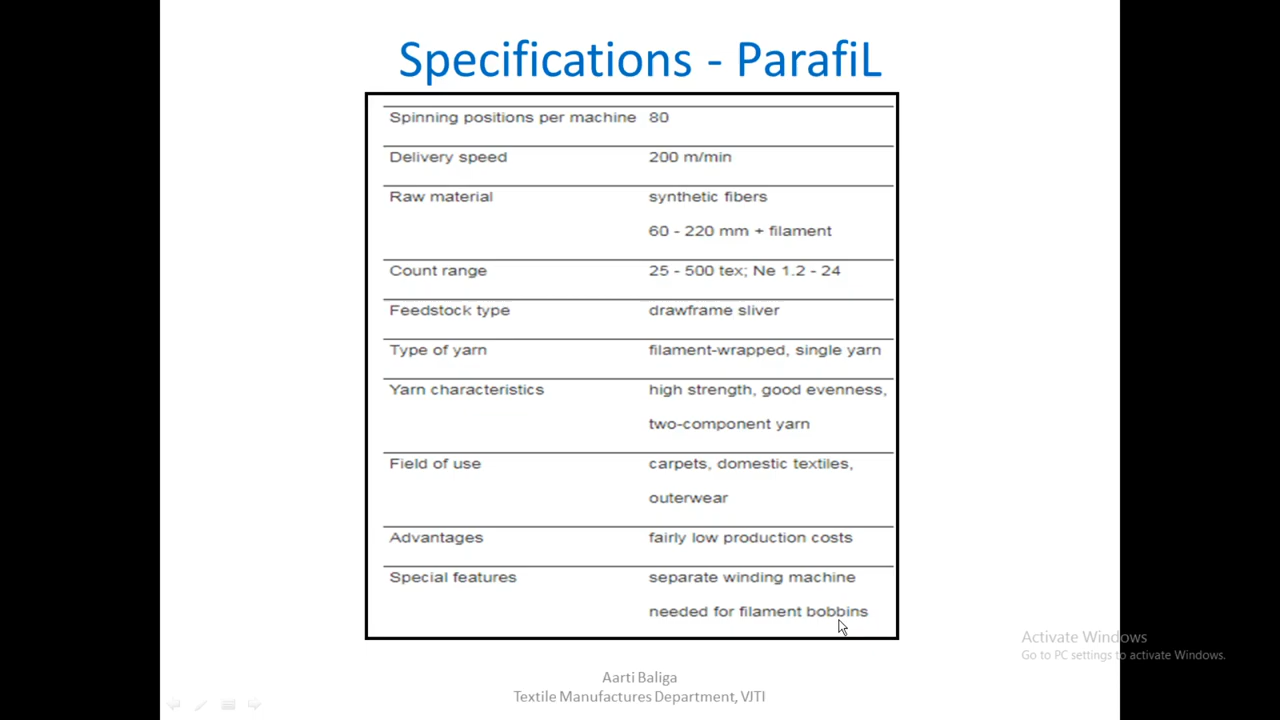 Specifications - ParafiL
Spinning positions per machine 80
Delivery speed 200 m/min
Raw material synthetic fibers
60 - 220 mm + filament
Count range 25 - 500 tex; Ne 1.2 - 24
Feedstock type drawframe sliver
Type of yarn filament-wrapped, single yarn
Yarn characteristics high strength, good evenness,
two-component yarn
Field of use carpets, domestic textiles,
outerwear
Advantages fairly low production costs
Special features separate winding machine
needed for filament bobbins
Activate Windows
Go to PC settings to activate Windows.
Aarti Baliga
Textile Manufactures Department, VJTI